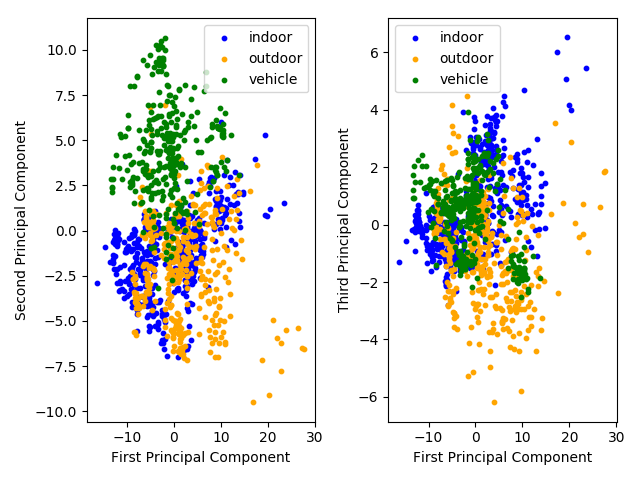 indoor
outdoor
vehicle
10.0
7.5
5.0
2.5
0.0
−2.5
−5.0
−7.5
−10.0
−10
0
10
20
30
Second Principal Component
First Principal Component
indoor
outdoor
vehicle
6
4
2
0
−2
−4
−6
−10
0
10
20
30
Third Principal Component
First Principal Component